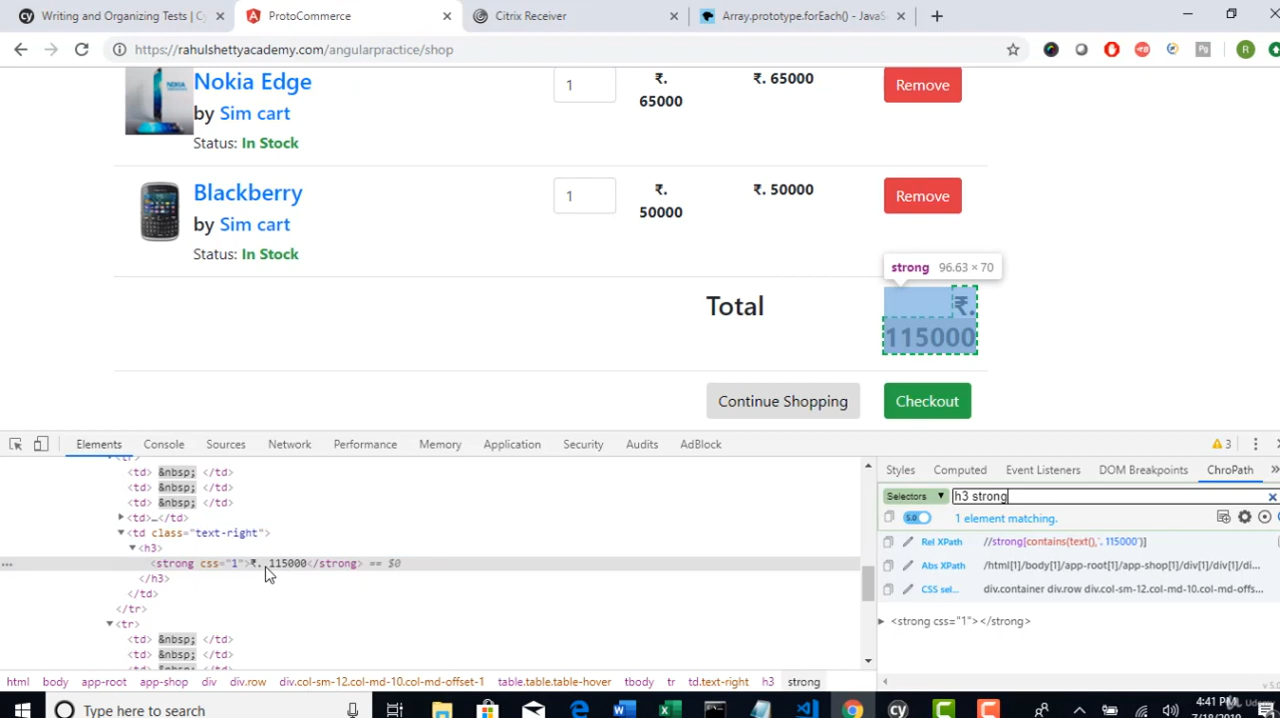 Writing and Organizing Tests | Cy
ProtoCommerce
Citrix Receiver
Array.prototype.forEach() - JavaS
https://rahulshettyacademy.com/angularpractice/shop
R
NOKIA
Nokia Edge
by Sim cart
Status: In Stock
1
₹.
65000
₹. 65000
Remove
Blackberry
by Sim cart
Status: In Stock
1
₹.
50000
₹. 50000
Remove
strong 96.63 × 70
Total
₹.
115000
Continue Shopping
Checkout
Elements Console Sources Network Performance Memory Application Security Audits AdBlock
3
<tr>
<td> &nbsp; </td>
<td> &nbsp; </td>
<td> &nbsp; </td>
<td>…</td>
<td class="text-right">
<h3>
<strong css="1">₹. 115000</strong> == $0
</h3>
</td>
</tr>
<tr>
<td> &nbsp; </td>
<td> &nbsp; </td>
<td> &nbsp; </td>
html body app-root app-shop div div.row div.col-sm-12.col-md-10.col-md-offset-1 table.table.table-hover tbody tr td.text-right h3 strong
Styles Computed Event Listeners DOM Breakpoints ChroPath
Selectors
h3 strong
5.0
1 element matching.
Rel XPath //strong[contains(text(),'. 115000')]
Abs XPath /html[1]/body[1]/app-root[1]/app-shop[1]/div[1]/div[1]/di...
CSS sel... div.container div.row div.col-sm-12.col-md-10.col-md-offs...
<strong css="1"></strong>
Type here to search
4:41 PM